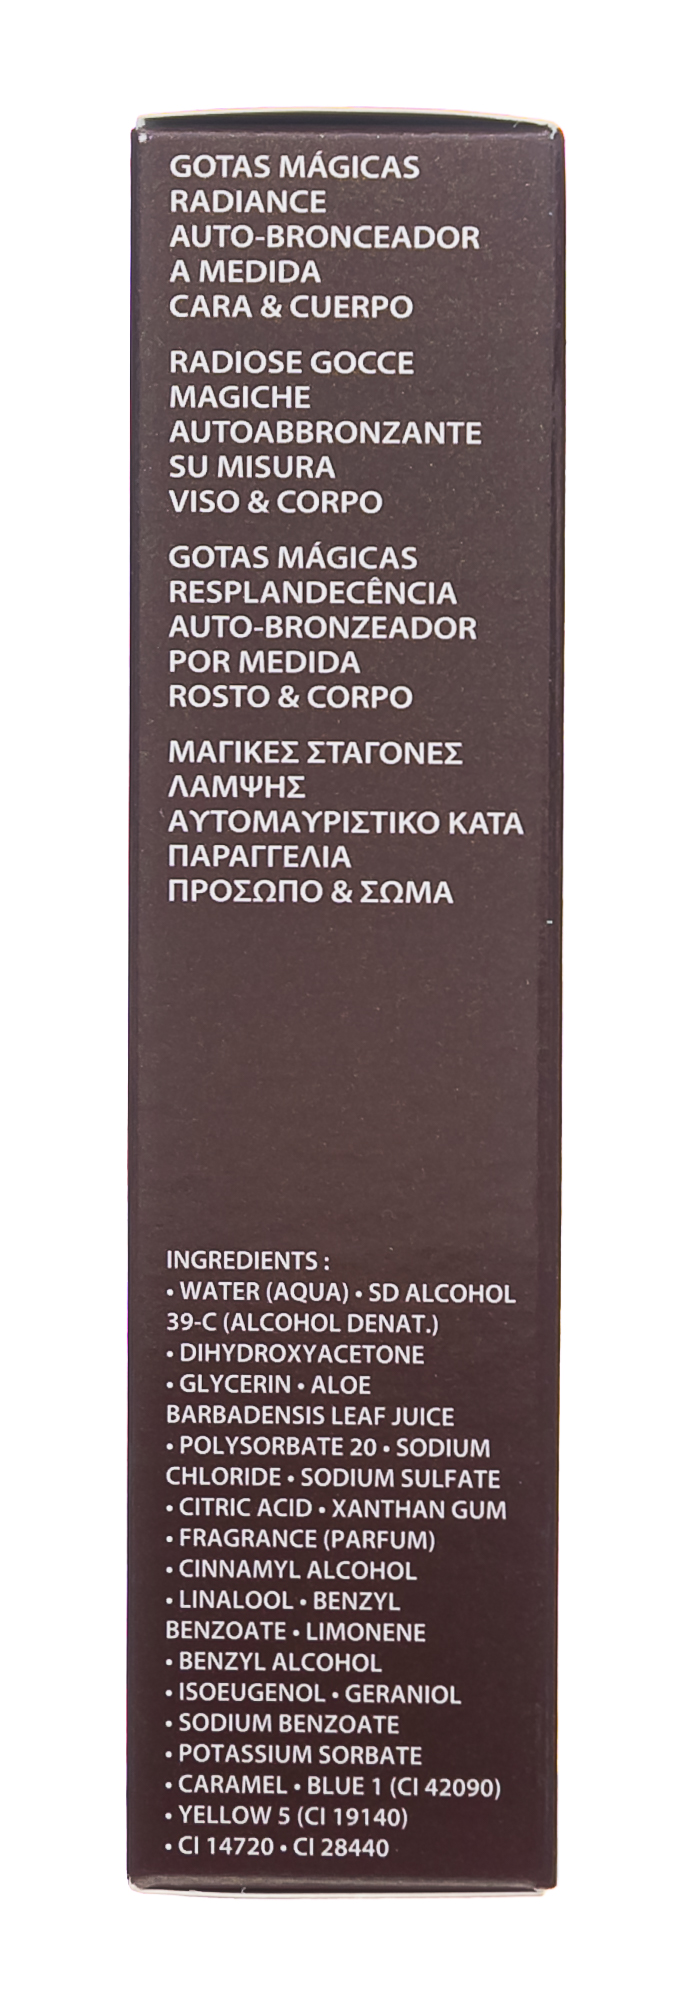 GOTAS MÁGICAS
RADIANCE
AUTO-BRONCEADOR
A MEDIDA
CARA & CUERPO
RADIOSE GOCCE
MAGICHE
AUTOABBRONZANTE
SU MISURA
VISO & CORPO
GOTAS MÁGICAS
RESPLANDECÊNCIA
AUTO-BRONZEADOR
POR MEDIDA
ROSTO & CORPO
ΜΑΓΙΚΕΣ ΣΤΑΓΟΝΕΣ
ΛΑΜΨΗΣ
ΑΥΤΟΜΑΥΡΙΣΤΙΚΟ ΚΑΤΑ
ΠΑΡΑΓΓΕΛΙΑ
ΠΡΟΣΩΠΟ & ΣΩΜΑ
INGREDIENTS :
• WATER (AQUA) • SD ALCOHOL
39-C (ALCOHOL DENAT.)
• DIHYDROXYACETONE
• GLYCERIN • ALOE
BARBADENSIS LEAF JUICE
• POLYSORBATE 20 • SODIUM
CHLORIDE • SODIUM SULFATE
• CITRIC ACID • XANTHAN GUM
• FRAGRANCE (PARFUM)
• CINNAMYL ALCOHOL
• LINALOOL • BENZYL
BENZOATE • LIMONENE
• BENZYL ALCOHOL
• ISOEUGENOL • GERANIOL
• SODIUM BENZOATE
• POTASSIUM SORBATE
• CARAMEL • BLUE 1 (CI 42090)
• YELLOW 5 (CI 19140)
• CI 14720 • CI 28440